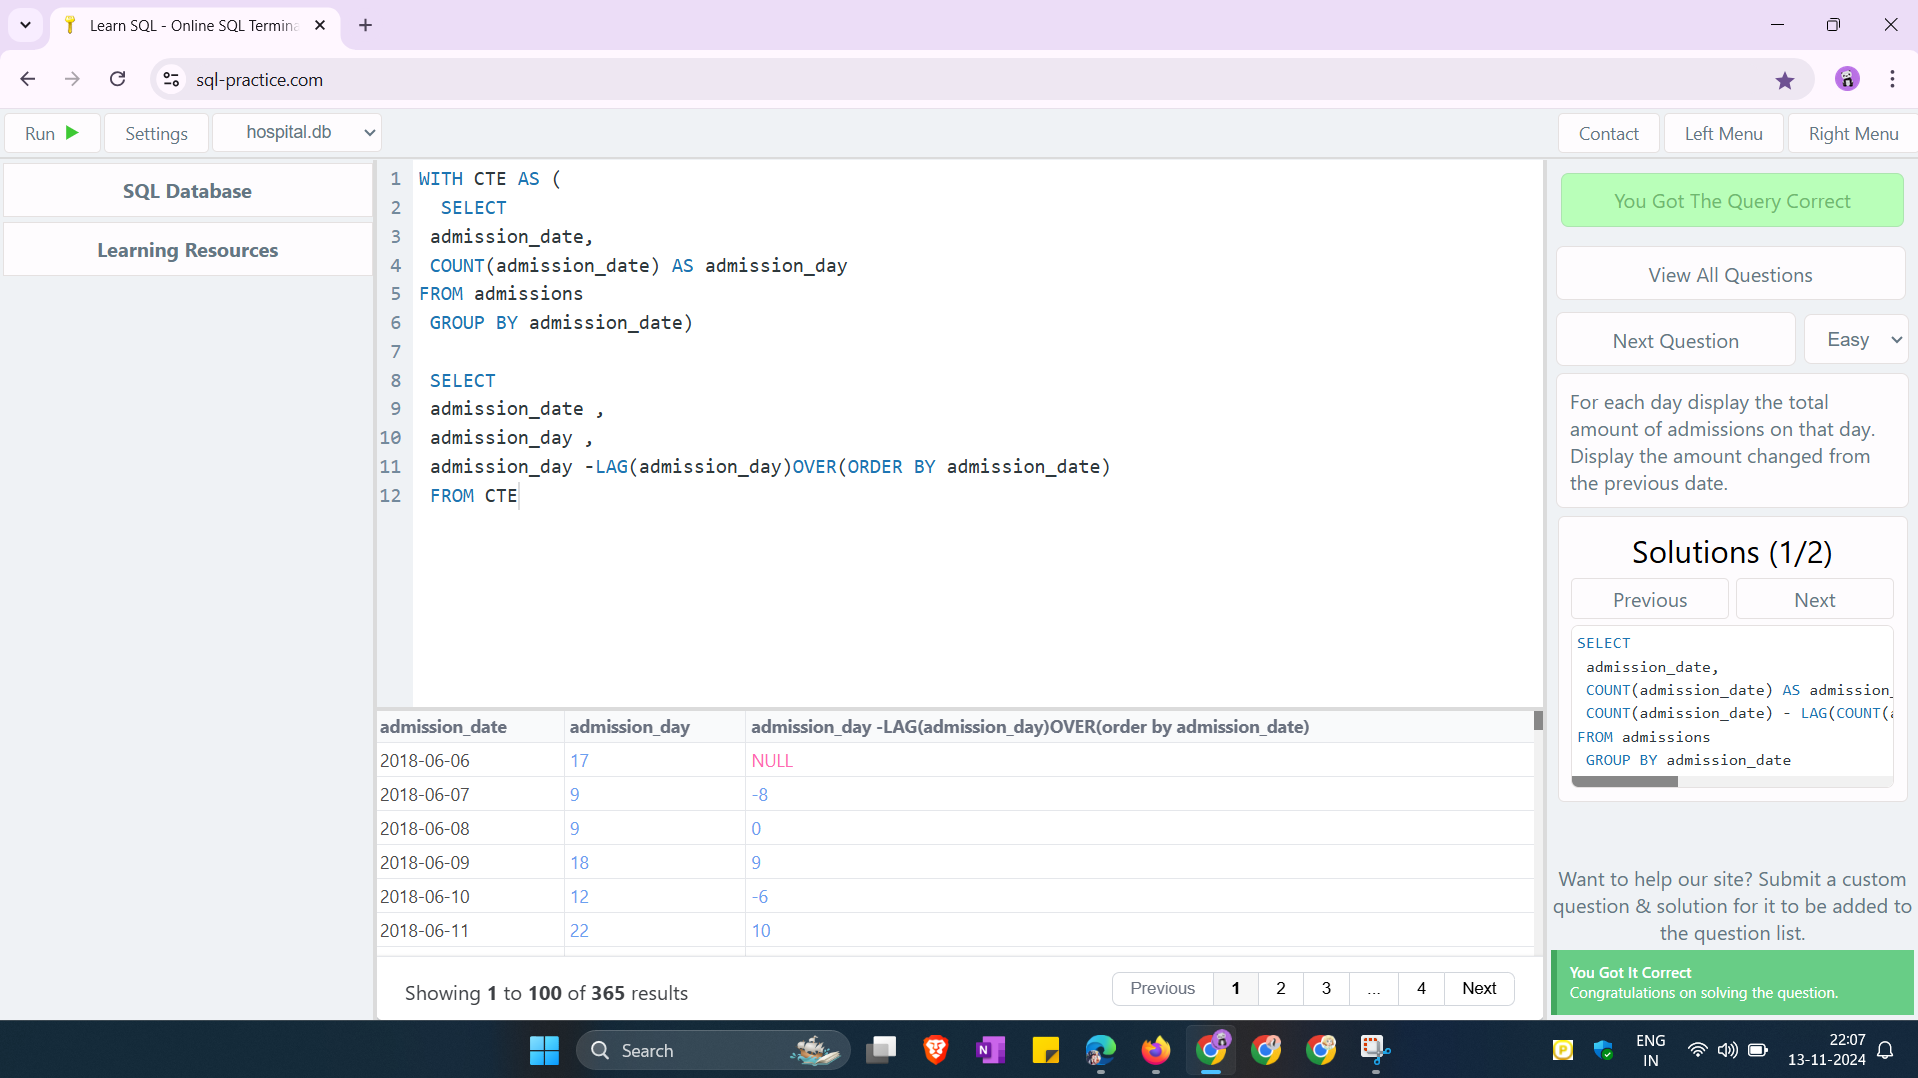 Learn SQL - Online SQL Termina
sql-practice.com
Run
Settings
hospital.db
Contact
Left Menu
Right Menu
SQL Database
Learning Resources
1 WITH CTE AS (
2 SELECT
3 admission_date,
4 COUNT(admission_date) AS admission_day
5 FROM admissions
6 GROUP BY admission_date)
7
8 SELECT
9 admission_date ,
10 admission_day ,
11 admission_day -LAG(admission_day)OVER(ORDER BY admission_date)
12 FROM CTE
admission_date admission_day admission_day -LAG(admission_day)OVER(order by admission_date)
2018-06-06 17 NULL
2018-06-07 9 -8
2018-06-08 9 0
2018-06-09 18 9
2018-06-10 12 -6
2018-06-11 22 10
Showing 1 to 100 of 365 results
Previous 1 2 3 ... 4 Next
You Got The Query Correct
View All Questions
Next Question
Easy
For each day display the total
amount of admissions on that day.
Display the amount changed from
the previous date.
Solutions (1/2)
Previous
Next
SELECT
admission_date,
COUNT(admission_date) AS admission_
COUNT(admission_date) - LAG(COUNT(a
FROM admissions
GROUP BY admission_date
Want to help our site? Submit a custom
question & solution for it to be added to
the question list.
You Got It Correct
Congratulations on solving the question.
Search
N
P
ENG
IN
22:07
13-11-2024